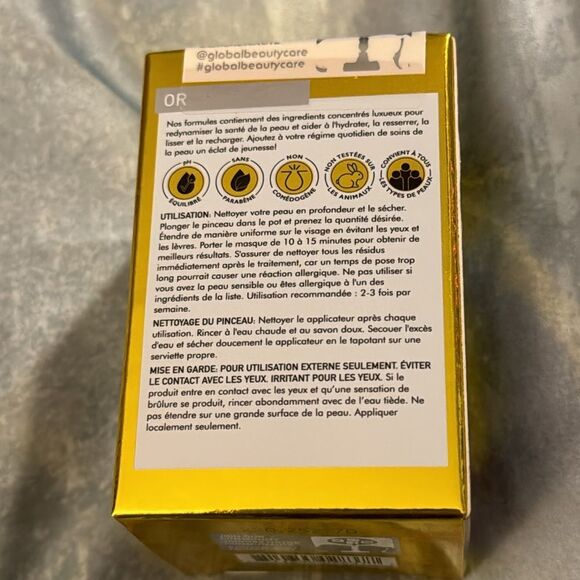 @globalbeautycare
#globalbeautycare
OR
Nos formules contiennent des ingredients concentrés luxueux pour
redynamiser la santé de la peau et aider à l'hydrater, la resserrer, la
lisser et la recharger. Ajoutez à votre régime quotidien de soins de
la peau un éclat de jeunesse!
pH
ÉQUILIBRÉ
SANS
PARABÈNE
NON
COMÉDOGÈNE
NON TESTÉES SUR
LES ANIMAUX
CONVIENT À TOUS
LES TYPES DE PEAUX
UTILISATION: Nettoyer votre peau en profondeur et le sécher.
Plonger le pinceau dans le pot et prenez la quantité désirée.
Étendre de manière uniforme sur le visage en évitant les yeux et
les lèvres. Porter le masque de 10 à 15 minutes pour obtenir de
meilleurs résultats. S'assurer de nettoyer tous les résidus
immédiatement après le traitement, car un temps de pose trop
long pourrait causer une réaction allergique. Ne pas utiliser si
vous avez la peau sensible ou êtes allergique à l'un des
ingrédients de la liste. Utilisation recommandée : 2-3 fois par
semaine.
NETTOYAGE DU PINCEAU: Nettoyer le applicateur après chaque
utilisation. Rincer à l'eau chaude et au savon doux. Secouer l'excès
d'eau et sécher doucement le applicateur en le tapotant sur une
serviette propre.
MISE EN GARDE: POUR UTILISATION EXTERNE SEULEMENT. ÉVITER
LE CONTACT AVEC LES YEUX. IRRITANT POUR LES YEUX. Si le
produit entre en contact avec les yeux et qu'une sensation de
brûlure se produit, rincer abondamment avec de l'eau tiède. Ne
pas étendre sur une grande surface de la peau. Appliquer
localement seulement.